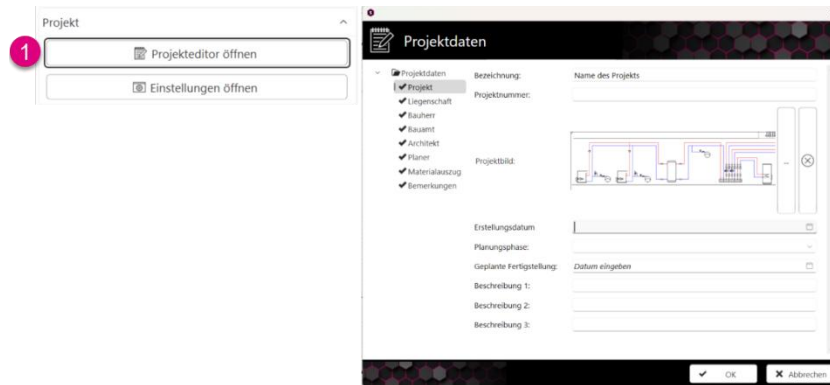 Projekt
1
Projekteditor öffnen
Einstellungen öffnen
Projektdaten
Projektdaten
Projekt
Liegenschaft
Bauherr
Bauamt
Architekt
Planer
Materialauszug
Bemerkungen
Bezeichnung: Name des Projekts
Projektnummer:
Projektbild:
...
Erstellungsdatum
Planungsphase:
Geplante Fertigstellung: Datum eingeben
Beschreibung 1:
Beschreibung 2:
Beschreibung 3:
OK Abbrechen